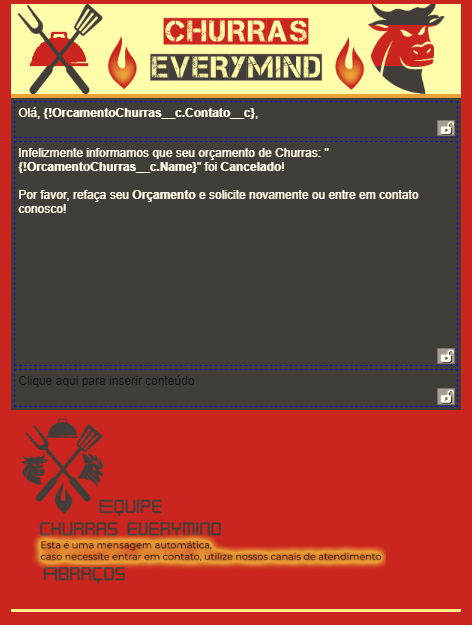 CHURRAS
EVERYMIND
Olá, {!OrcamentoChurras__c.Contato__c},
Infelizmente informamos que seu orçamento de Churras: "
{!OrcamentoChurras__c.Name}" foi Cancelado!
Por favor, refaça seu Orçamento e solicite novamente ou entre em contato
conosco!
Clique aqui para inserir conteúdo
EQUIPE
CHURRAS EVERYMIND
Esta é uma mensagem automática,
caso necessite entrar em contato, utilize nossos canais de atendimento
ABRAÇOS